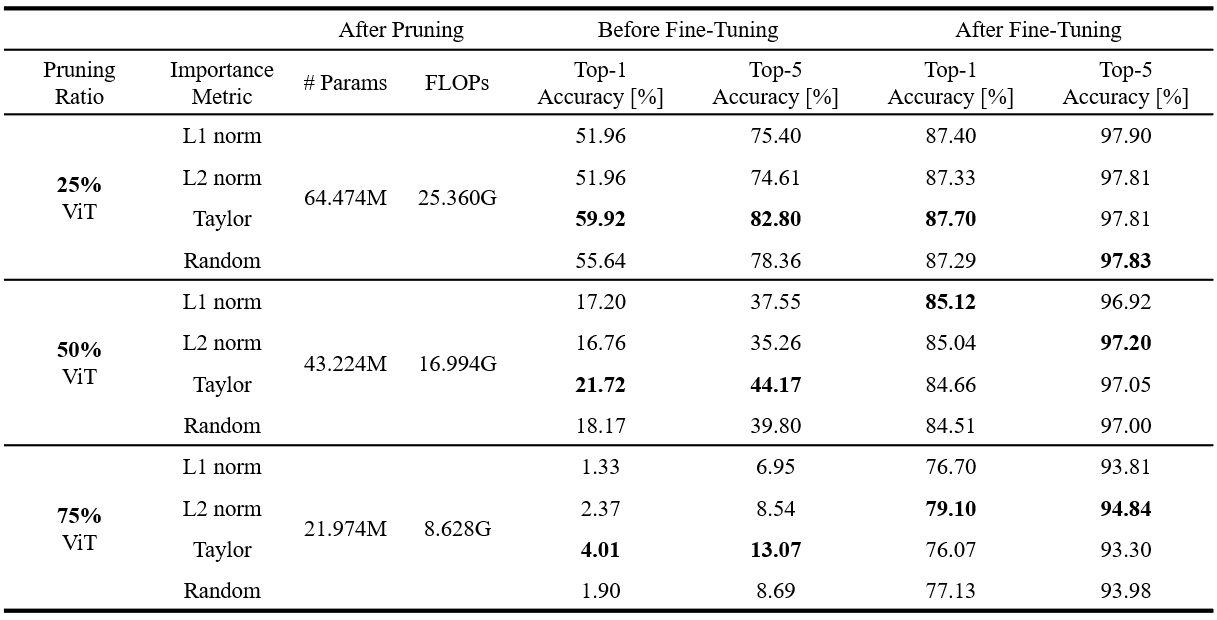 After Pruning Before Fine-Tuning After Fine-Tuning
Pruning Ratio Importance Metric # Params FLOPs Top-1 Accuracy [%] Top-5 Accuracy [%] Top-1 Accuracy [%] Top-5 Accuracy [%]
25% ViT 64.474M 25.360G
L1 norm 51.96 75.40 87.40 97.90
L2 norm 51.96 74.61 87.33 97.81
Taylor 59.92 82.80 87.70 97.81
Random 55.64 78.36 87.29 97.83
50% ViT 43.224M 16.994G
L1 norm 17.20 37.55 85.12 96.92
L2 norm 16.76 35.26 85.04 97.20
Taylor 21.72 44.17 84.66 97.05
Random 18.17 39.80 84.51 97.00
75% ViT 21.974M 8.628G
L1 norm 1.33 6.95 76.70 93.81
L2 norm 2.37 8.54 79.10 94.84
Taylor 4.01 13.07 76.07 93.30
Random 1.90 8.69 77.13 93.98